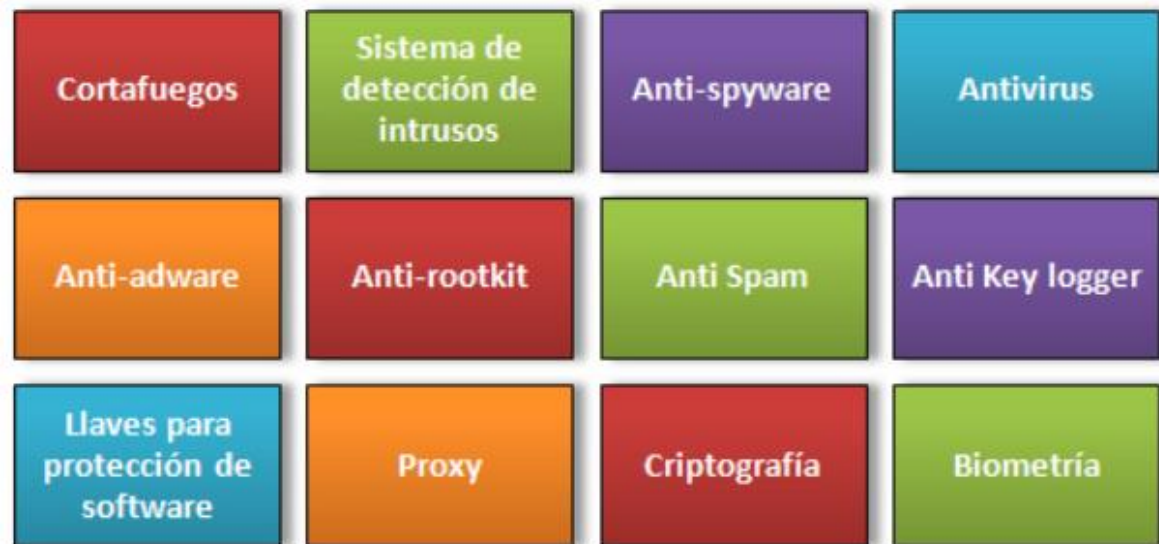 Cortafuegos
Sistema de
detección de
intrusos
Anti-spyware
Antivirus
Anti-adware
Anti-rootkit
Anti Spam
Anti Key logger
Llaves para
protección de
software
Proxy
Criptografía
Biometría